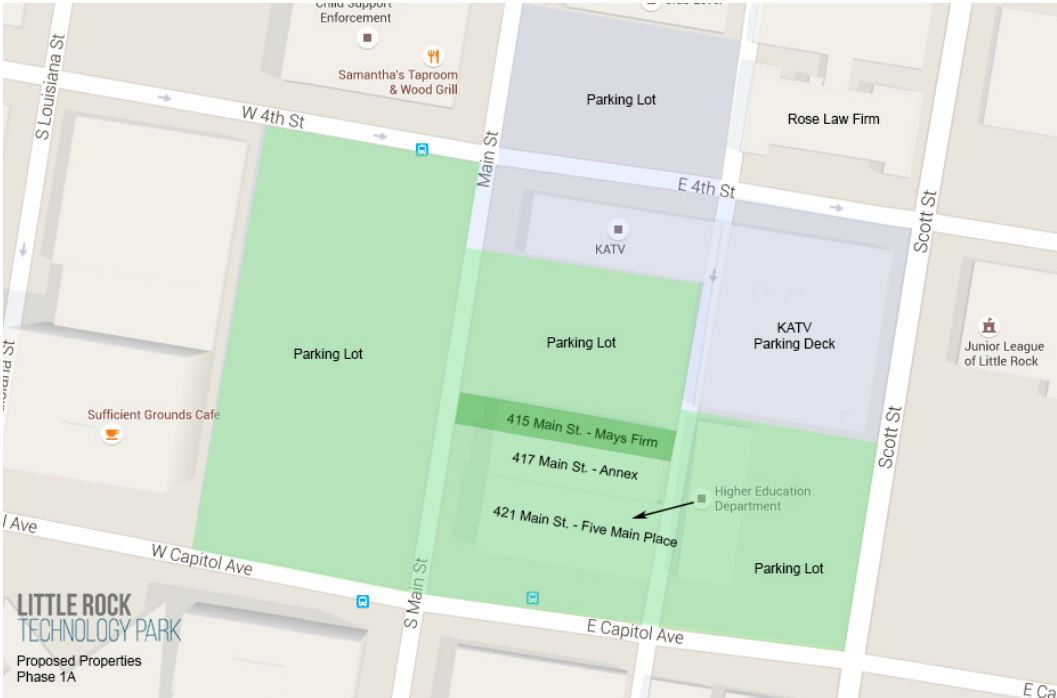 Child Support
Enforcement
Samantha's Taproom
& Wood Grill
Parking Lot
Rose Law Firm
S Louisiana St
W 4th St
Main St
E 4th St
Scott St
KATV
KATV
Parking Deck
Junior League
of Little Rock
Parking Lot
Parking Lot
Sufficient Grounds Cafe
415 Main St. - Mays Firm
417 Main St. - Annex
421 Main St. - Five Main Place
Higher Education
Department
Scott St
Parking Lot
l Ave
W Capitol Ave
S Main St
E Capitol Ave
E Ca
LITTLE ROCK
TECHNOLOGY PARK
Proposed Properties
Phase 1A